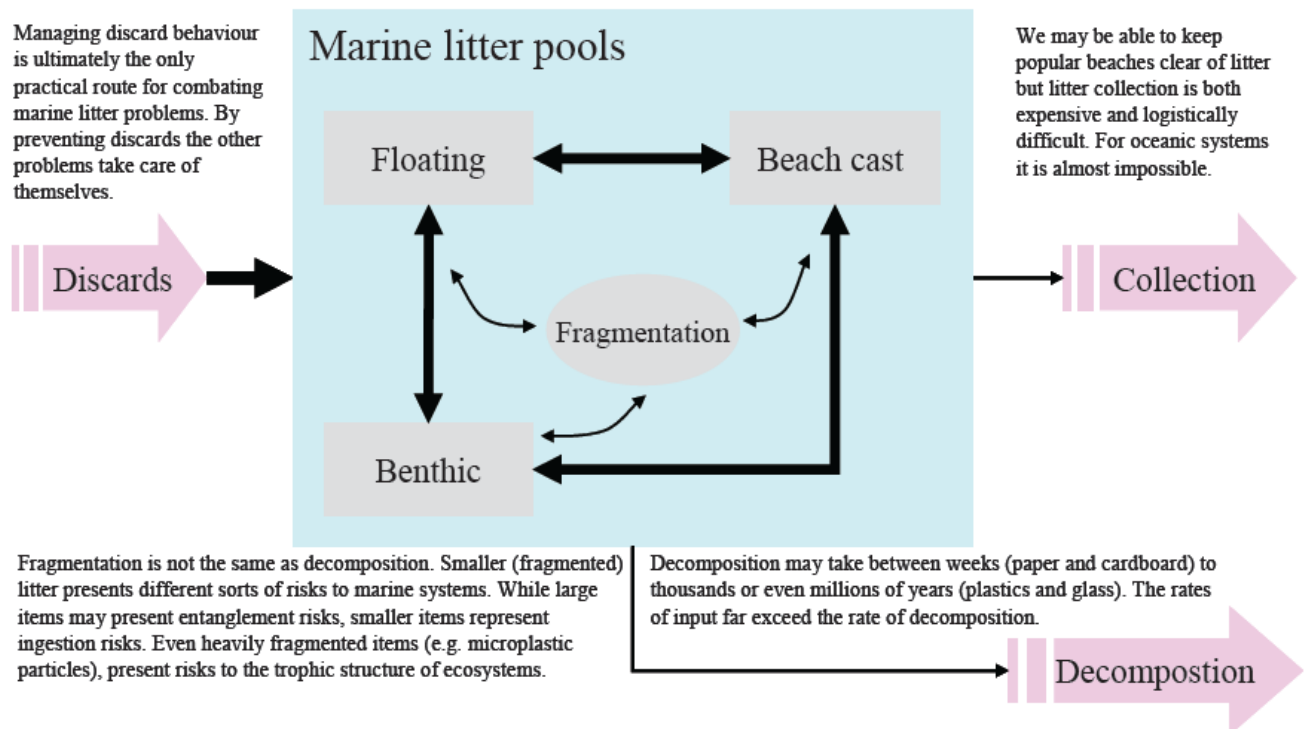 Managing discard behaviour
is ultimately the only
practical route for combating
marine litter problems. By
preventing discards the other
problems take care of
themselves.
Marine litter pools
We may be able to keep
popular beaches clear of litter
but litter collection is both
expensive and logistically
difficult. For oceanic systems
it is almost impossible.
Floating
Beach cast
Discards
Collection
Fragmentation
Benthic
Fragmentation is not the same as decomposition. Smaller (fragmented)
litter presents different sorts of risks to marine systems. While large
items may present entanglement risks, smaller items represent
ingestion risks. Even heavily fragmented items (e.g. microplastic
particles), present risks to the trophic structure of ecosystems.
Decomposition may take between weeks (paper and cardboard) to
thousands or even millions of years (plastics and glass). The rates
of input far exceed the rate of decomposition.
Decompostion